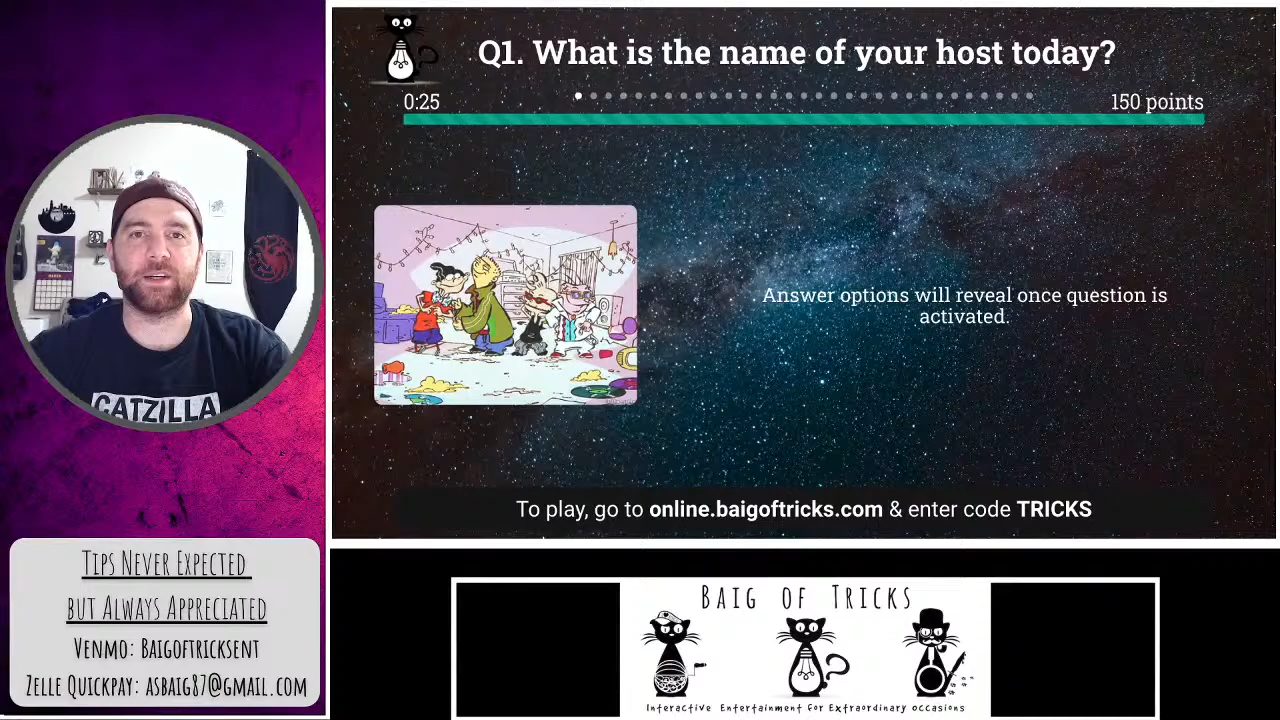 Q1. What is the name of your host today?
0:25
150 points
Answer options will reveal once question is
activated.
To play, go to online.baigoftricks.com & enter code TRICKS
CATZILLA
Tips Never Expected
but Always Appreciated
Venmo: Baigoftricksent
Zelle Quickpay: asbaig87@gmail.com
Baig of Tricks
Interactive Entertainment for Extraordinary Occasions